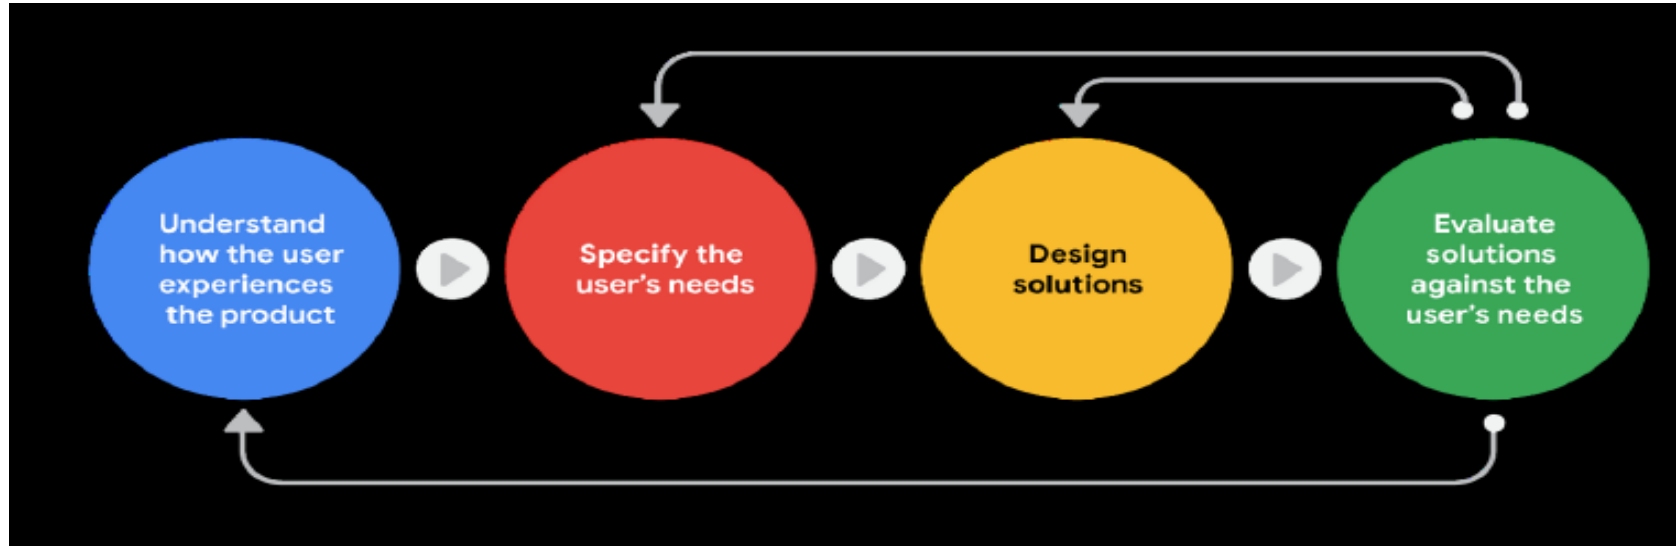 Understand
how the user
experiences
the product
Specify the
user's needs
Design
solutions
Evaluate
solutions
against the
user's needs